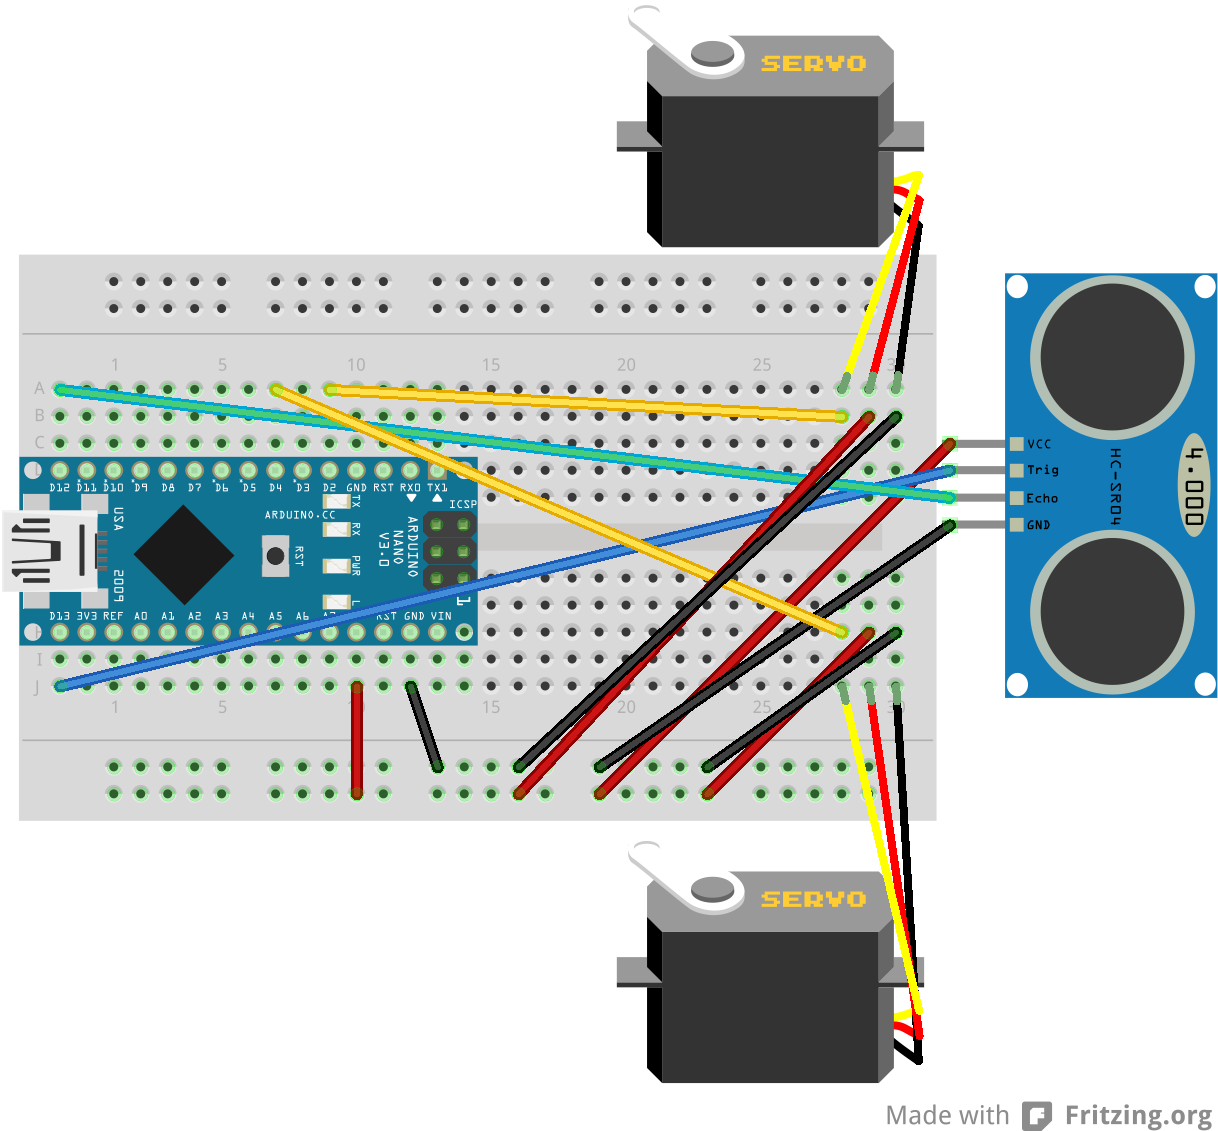 SERVO
1 5 10 15 20 25
A
B
C
D12 D11 D10 D9 D8 D7 D6 D5 D4 D3 D2 GND RST RX0 TX1
ARDUINO.CC
ICSP
USA
TX
RX
RST
PWR
L
2009
ARDUINO
NANO
V3.0
1
D13 3V3 REF A0 A1 A2 A3 A4 A5 A6 RST GND VIN
I
J
1 5 15 20 25 30
VCC
Trig
Echo
GND
HC-SR04
4.000
SERVO
Made with Fritzing.org